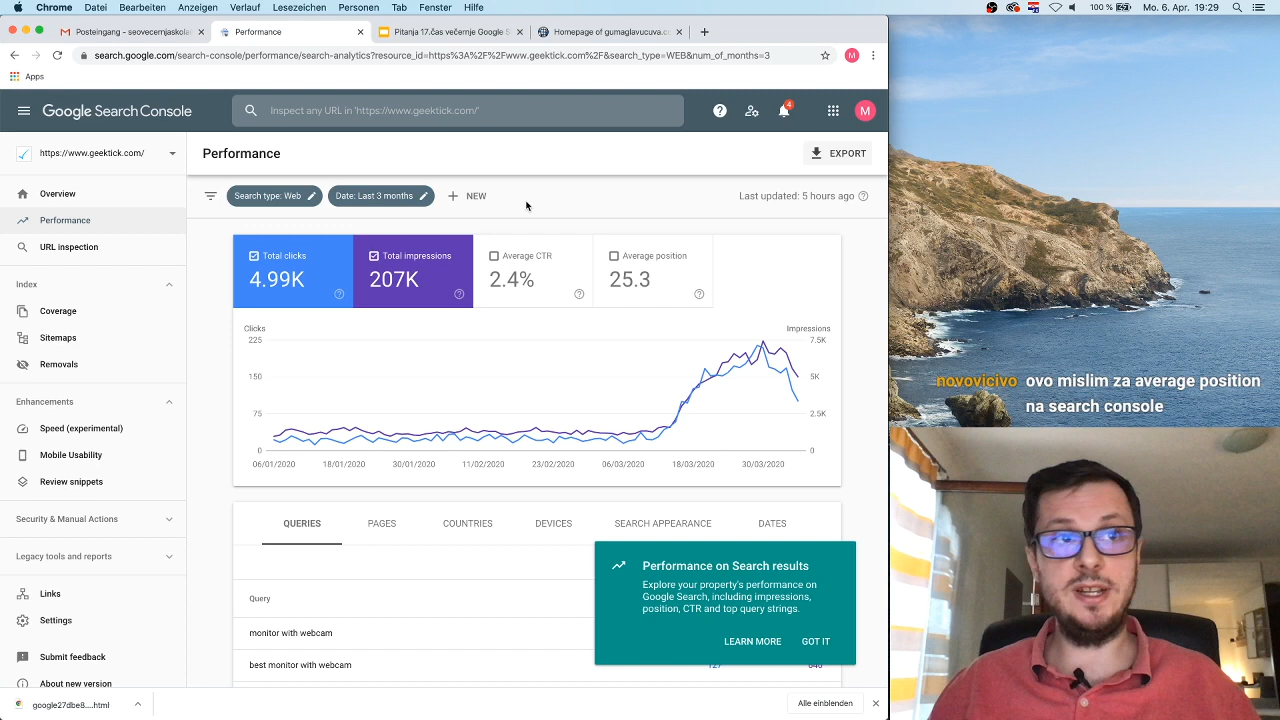 Chrome Datei Bearbeiten Anzeigen Verlauf Lesezeichen Personen Tab Fenster Hilfe 100 % Mo. 6. Apr. 19:29
Posteingang - seovecernjaskola Performance Pitanja 17.čas večernje Google S Homepage of gumaglavucuva.co
search.google.com/search-console/performance/search-analytics?resource_id=https%3A%2F%2Fwww.geektick.com%2F&search_type=WEB&num_of_months=3 M
Apps
Google Search Console Inspect any URL in 'https://www.geektick.com/' 4 M
https://www.geektick.com/ Performance EXPORT
Search type: Web Date: Last 3 months NEW Last updated: 5 hours ago
Overview
Performance
URL inspection
Index
Coverage
Sitemaps
Removals
Enhancements
Speed (experimental)
Mobile Usability
Review snippets
Security & Manual Actions
Legacy tools and reports
Links
Settings
Submit feedback
About new version
Total clicks Total impressions Average CTR Average position
4.99K 207K 2.4% 25.3
Clicks Impressions
225 7.5K
150 5K
75 2.5K
0 0
06/01/2020 18/01/2020 30/01/2020 11/02/2020 23/02/2020 06/03/2020 18/03/2020 30/03/2020
QUERIES PAGES COUNTRIES DEVICES SEARCH APPEARANCE DATES
Performance on Search results
Explore your property's performance on
Google Search, including impressions,
position, CTR and top query strings.
LEARN MORE GOT IT
Query
monitor with webcam
best monitor with webcam
google27dbe8....html Alle einblenden
novovicivo ovo mislim za average position
na search console